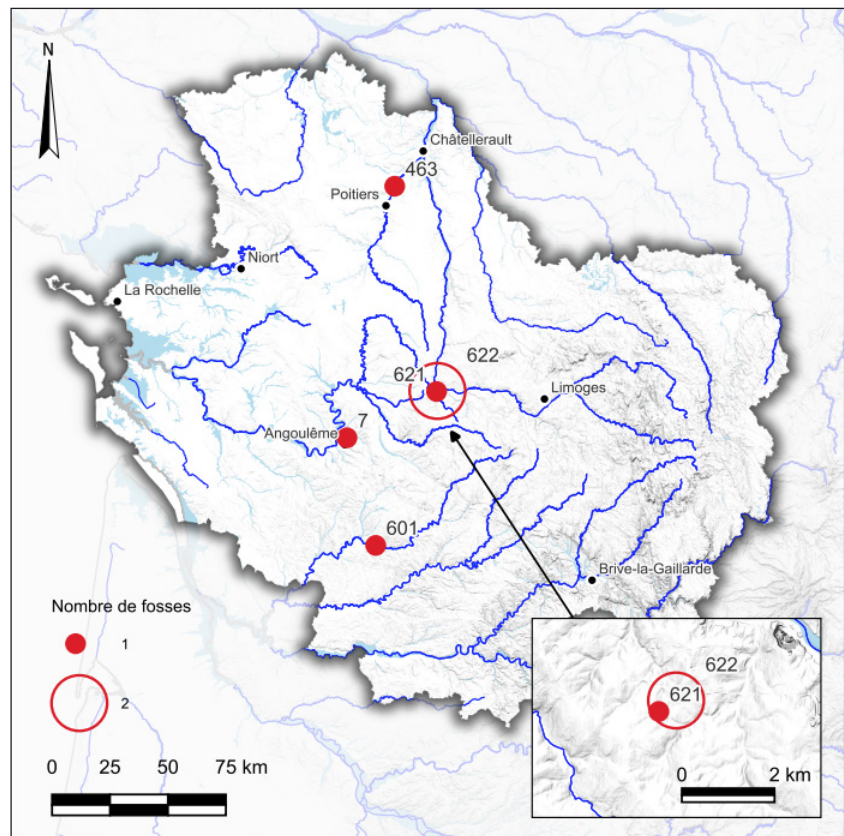 N
Châtellerault
463
Poitiers
Niort
La Rochelle
622
621
Limoges
7
Angoulême
601
Brive-la-Gaillarde
Nombre de fosses
1
2
0 25 50 75 km
622
621
0 2 km